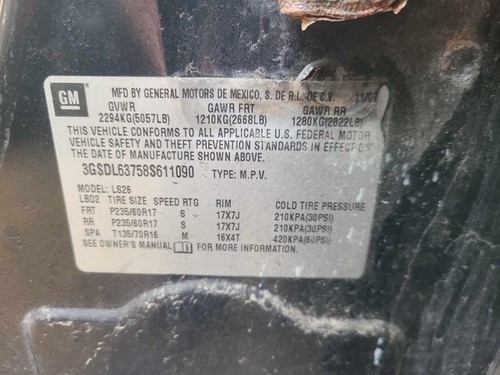 GM
MFD BY GENERAL MOTORS DE MEXICO, S. DE R.L. DE C.V.
GVWR GAWR FRT GAWR RR
2294KG(5057LB) 1210KG(2668LB) 1280KG(2822LB)
THIS VEHICLE CONFORMS TO ALL APPLICABLE U.S. FEDERAL MOTOR
VEHICLE SAFETY AND THEFT PREVENTION STANDARDS IN EFFECT ON
THE DATE OF MANUFACTURE SHOWN ABOVE.
3GSDL63758S611090 TYPE: M.P.V.
MODEL: LS26
LBD2 TIRE SIZE SPEED RTG RIM COLD TIRE PRESSURE
FRT P235/60R17 S 17X7J 210KPA(30PSI)
RR P235/60R17 S 17X7J 210KPA(30PSI)
SPA T135/70R16 M 16X4T 420KPA(60PSI)
SEE OWNER'S MANUAL FOR MORE INFORMATION.